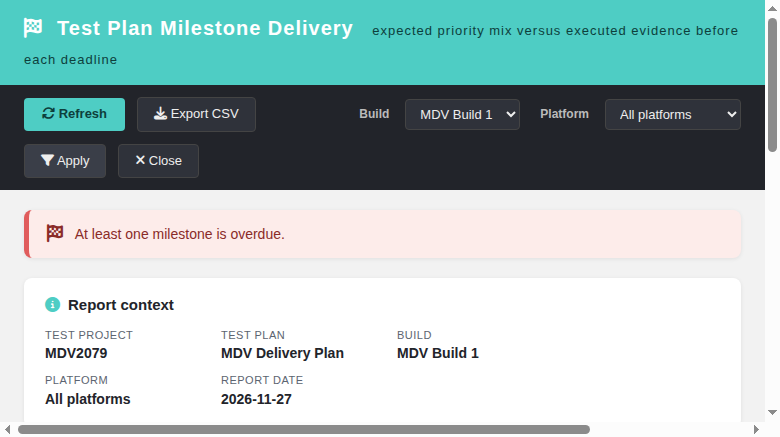 Test Plan Milestone Delivery expected priority mix versus executed evidence before
each deadline
Refresh Export CSV Build MDV Build 1 Platform All platforms
Apply Close
At least one milestone is overdue.
Report context
TEST PROJECT TEST PLAN BUILD
MDV2079 MDV Delivery Plan MDV Build 1
PLATFORM REPORT DATE
All platforms 2026-11-27